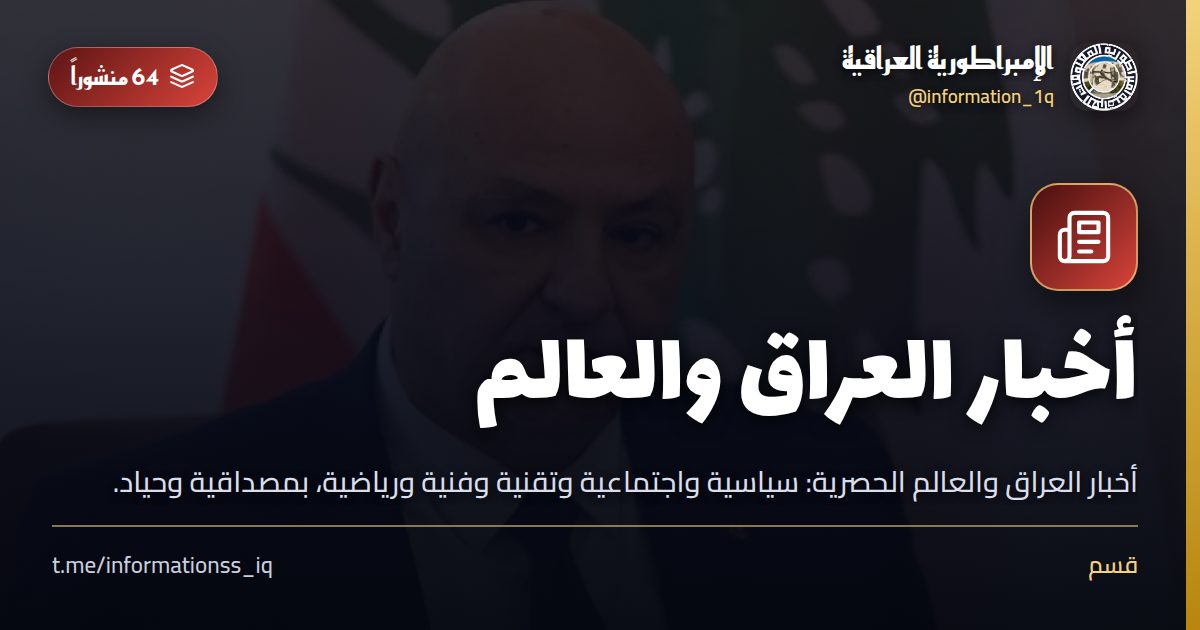 الإمبراطورية العراقية
@information_1q
64 منشوراً
أخبار العراق والعالم
أخبار العراق والعالم الحصرية: سياسية واجتماعية وتقنية وفنية ورياضية، بمصداقية وحياد.
قسم
t.me/informationss_iq